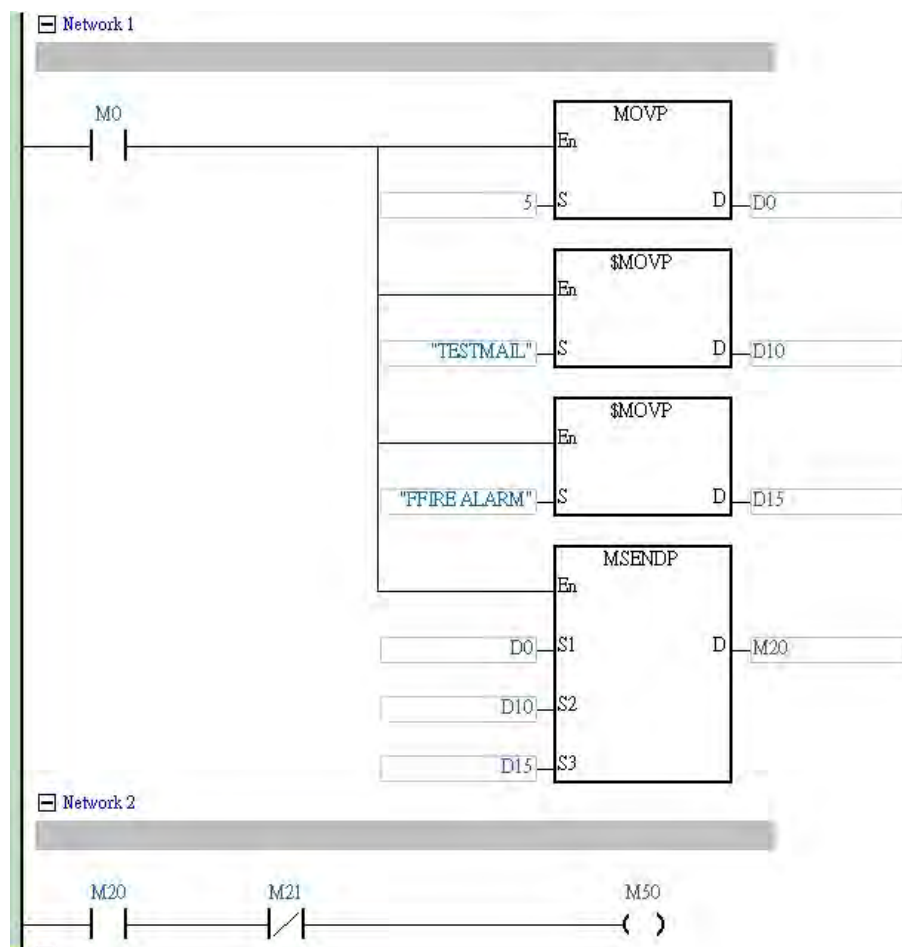 Network 1
M0
MOVP
En
5 S D D0
$MOVP
En
"TESTMAIL" S D D10
$MOVP
En
"FFIRE ALARM" S D D15
MSENDP
En
D0 S1 D M20
D10 S2
D15 S3
Network 2
M20 M21 M50